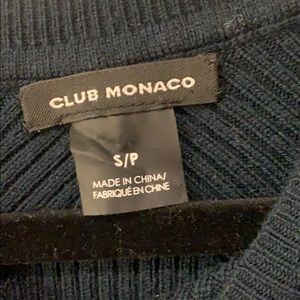 CLUB MONACO
S/P
MADE IN CHINA/
FABRIQUÉ EN CHINE